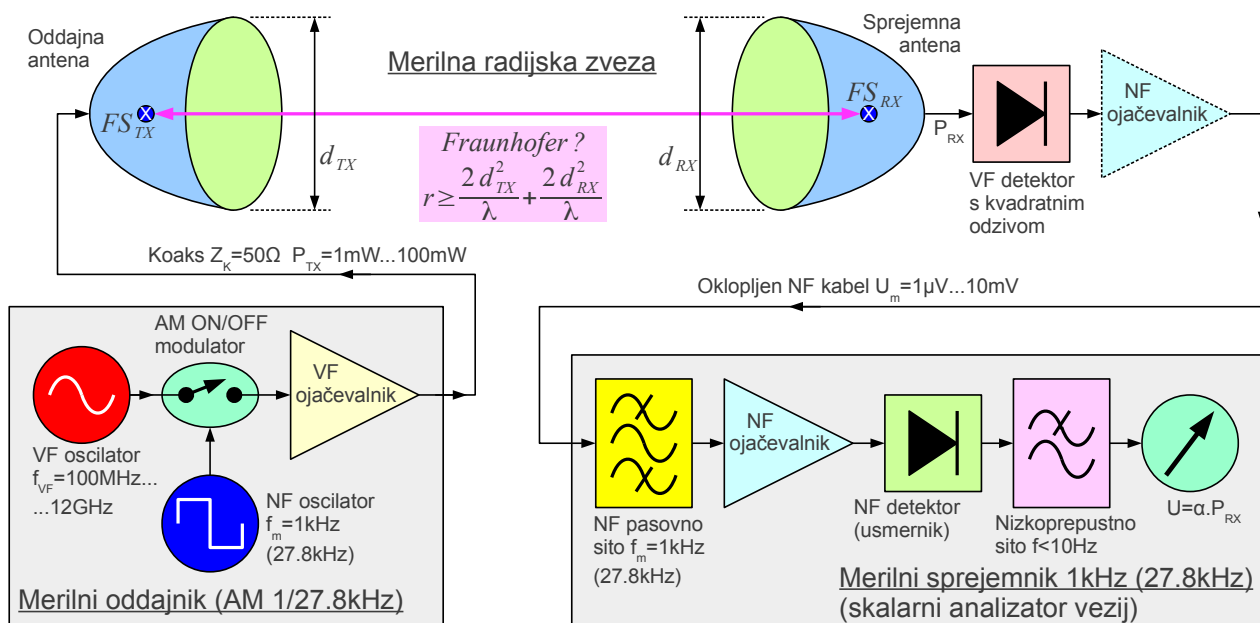 Oddajna
antena
Merilna radijska zveza
Sprejemna
antena
FS_TX
FS_RX
d_TX
d_RX
Fraunhofer ?
r ≥ 2 d²_TX / λ + 2 d²_RX / λ
P_RX
NF
ojačevalnik
VF detektor
s kvadratnim
odzivom
Koaks Z_K=50Ω P_TX=1mW...100mW
Oklopljen NF kabel U_m=1µV...10mV
AM ON/OFF
modulator
VF
ojačevalnik
VF oscilator
f_VF=100MHz...
...12GHz
NF oscilator
f_m=1kHz
(27.8kHz)
Merilni oddajnik (AM 1/27.8kHz)
NF
ojačevalnik
NF pasovno
sito f_m=1kHz
(27.8kHz)
NF detektor
(usmernik)
Nizkoprepustno
sito f<10Hz
U=α.P_RX
Merilni sprejemnik 1kHz (27.8kHz)
(skalarni analizator vezij)